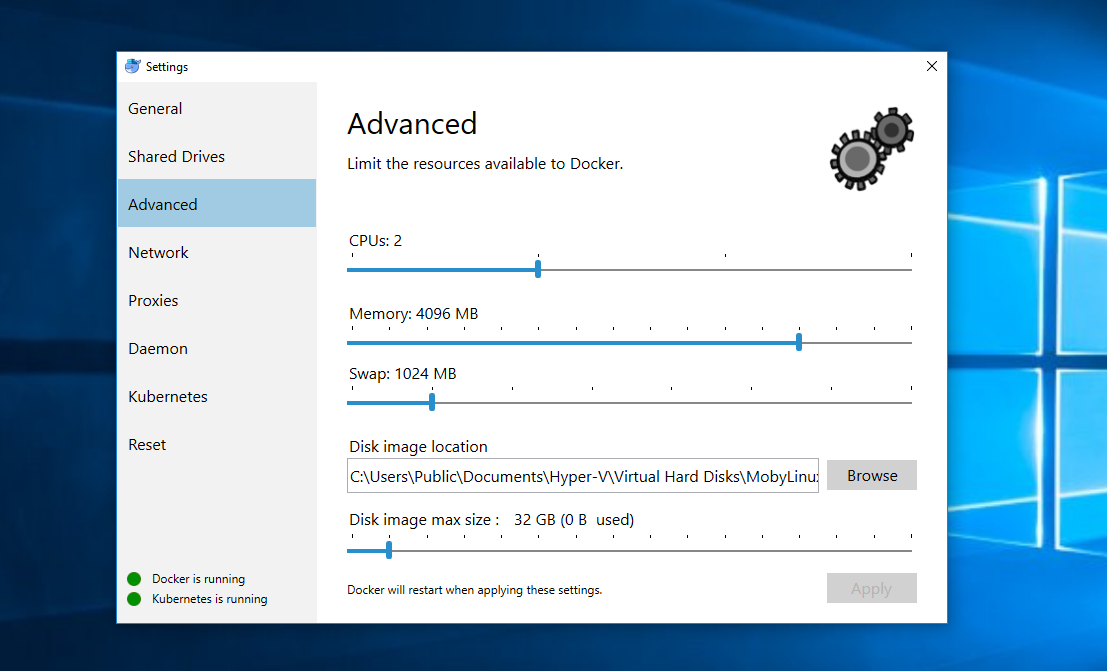 Settings
General
Shared Drives
Advanced
Network
Proxies
Daemon
Kubernetes
Reset
Docker is running
Kubernetes is running
Advanced
Limit the resources available to Docker.
CPUs: 2
Memory: 4096 MB
Swap: 1024 MB
Disk image location
C:\Users\Public\Documents\Hyper-V\Virtual Hard Disks\MobyLinux
Browse
Disk image max size : 32 GB (0 B used)
Docker will restart when applying these settings.
Apply